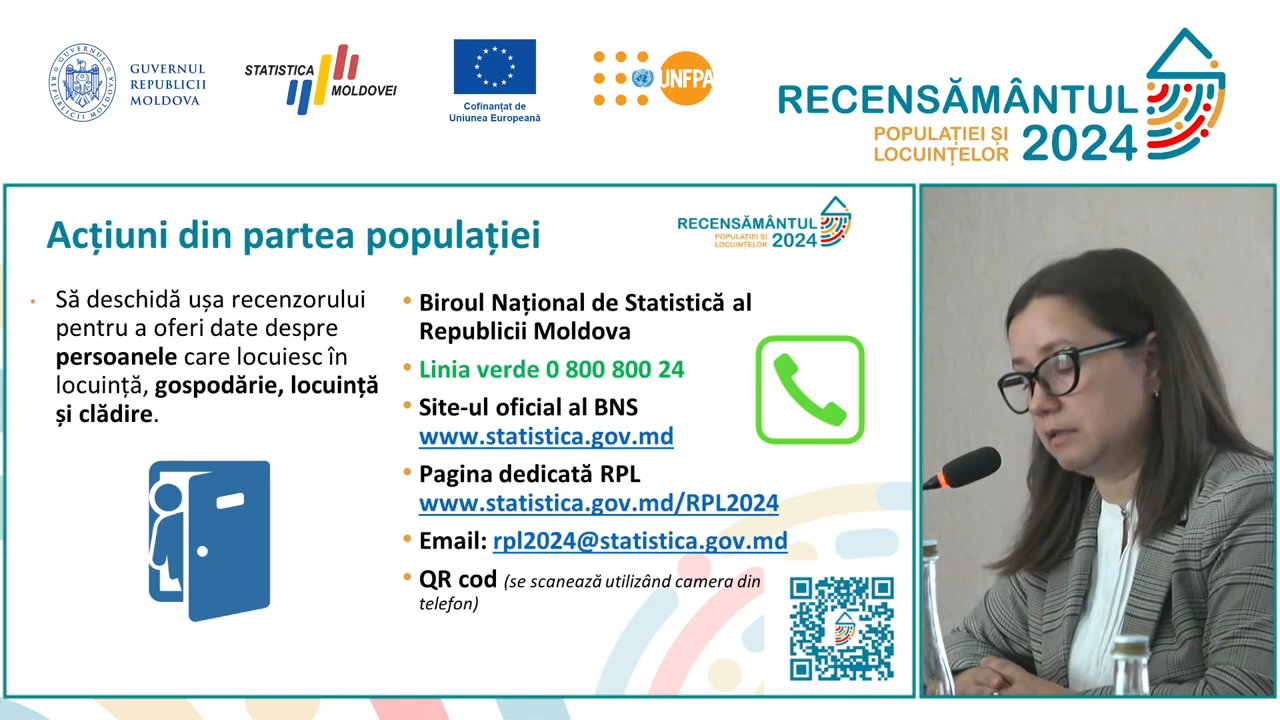 GUVERNUL
REPUBLICII
MOLDOVA
STATISTICA
MOLDOVEI
Cofinanțat de
Uniunea Europeană
UNFPA
RECENSĂMÂNTUL
POPULAȚIEI ȘI
LOCUINȚELOR
2024
Acțiuni din partea populației
RECENSĂMÂNTUL
POPULAȚIEI ȘI
LOCUINȚELOR
2024
• Să deschidă ușa recenzorului
pentru a oferi date despre
persoanele care locuiesc în
locuință, gospodărie, locuință
și clădire.
• Biroul Național de Statistică al
Republicii Moldova
• Linia verde 0 800 800 24
• Site-ul oficial al BNS
www.statistica.gov.md
• Pagina dedicată RPL
www.statistica.gov.md/RPL2024
• Email: rpl2024@statistica.gov.md
• QR cod (se scanează utilizând camera din
telefon)